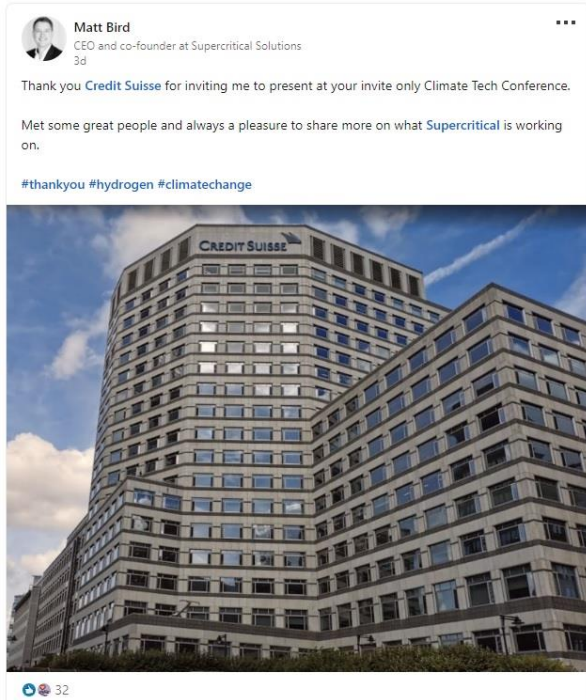 Matt Bird
CEO and co-founder at Supercritical Solutions
3d
Thank you Credit Suisse for inviting me to present at your invite only Climate Tech Conference.
Met some great people and always a pleasure to share more on what Supercritical is working
on.
#thankyou #hydrogen #climatechange
CREDIT SUISSE
32